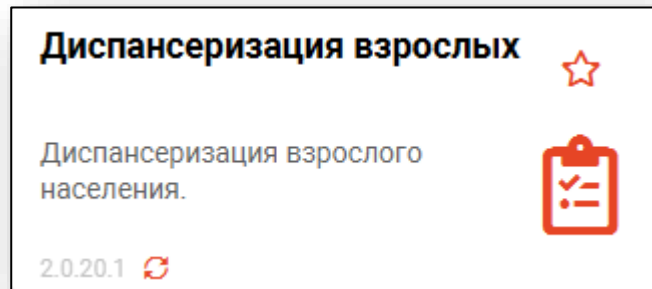 Диспансеризация взрослых
Диспансеризация взрослого
населения.
2.0.20.1